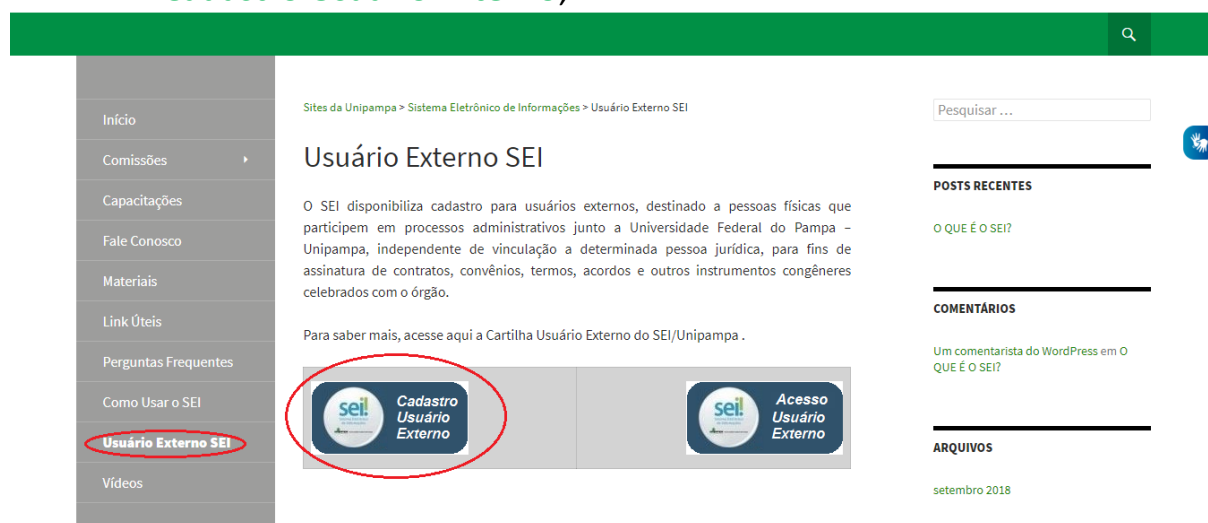 Início
Comissões
Capacitações
Fale Conosco
Materiais
Link Úteis
Perguntas Frequentes
Como Usar o SEI
Usuário Externo SEI
Vídeos
Sites da Unipampa > Sistema Eletrônico de Informações > Usuário Externo SEI
Usuário Externo SEI
O SEI disponibiliza cadastro para usuários externos, destinado a pessoas físicas que
participem em processos administrativos junto a Universidade Federal do Pampa –
Unipampa, independente de vinculação a determinada pessoa jurídica, para fins de
assinatura de contratos, convênios, termos, acordos e outros instrumentos congêneres
celebrados com o órgão.
Para saber mais, acesse aqui a Cartilha Usuário Externo do SEI/Unipampa .
sei!
Cadastro
Usuário
Externo
sei!
Acesso
Usuário
Externo
Pesquisar ...
POSTS RECENTES
O QUE É O SEI?
COMENTÁRIOS
Um comentarista do WordPress em O
QUE É O SEI?
ARQUIVOS
setembro 2018